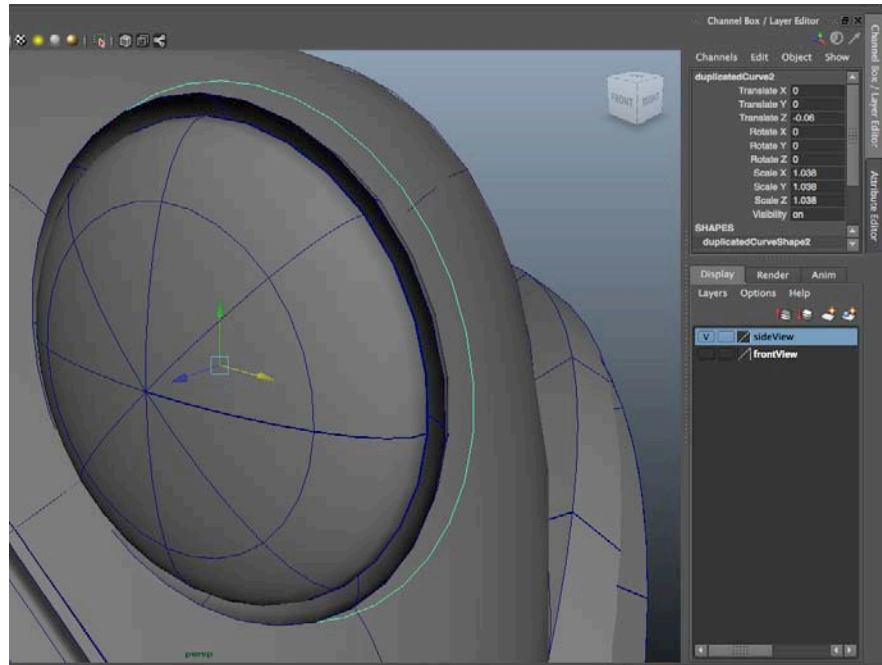 Channel Box / Layer Editor
Channels Edit Object Show
duplicatedCurve2
Translate X 0
Translate Y 0
Translate Z -0.06
Rotate X 0
Rotate Y 0
Rotate Z 0
Scale X 1.038
Scale Y 1.038
Scale Z 1.038
Visibility on
SHAPES
duplicatedCurveShape2
Display Render Anim
Layers Options Help
V sideView
frontView
Channel Box / Layer Editor
Attribute Editor
FRONT RIGHT
persp